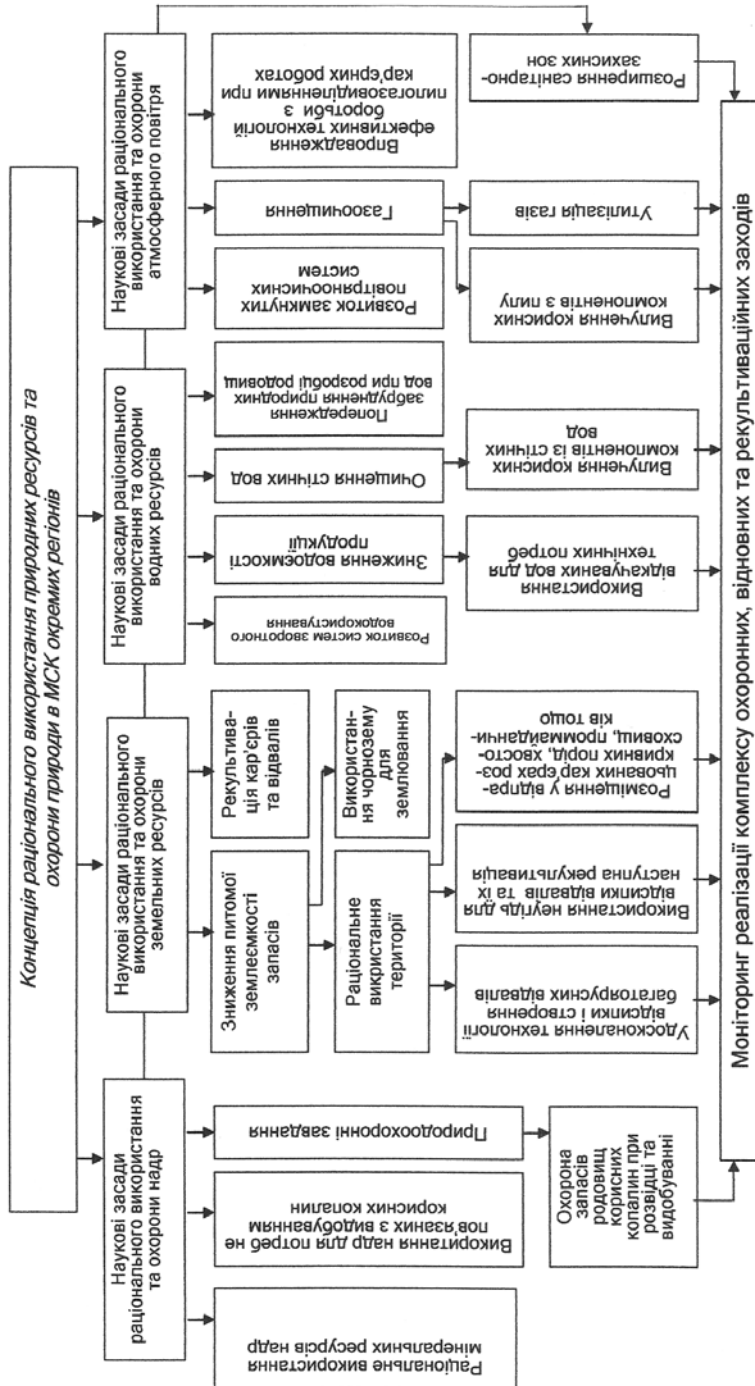 Концепція раціонального використання природних ресурсів та
охорони природи в МСК окремих регіонів
Наукові засади
раціонального використання
та охорони надр
Наукові засади раціонального
використання та охорони
земельних ресурсів
Наукові засади раціонального
використання та охорони
водних ресурсів
Наукові засади раціонального
використання та охорони
атмосферного повітря
Раціональне використання
мінеральних ресурсів надр
Використання надр для потреб не
пов'язаних з видобуванням
корисних копалин
Природоохоронні завдання
Охорона
запасів
родовищ
корисних
копалин при
розвідці та
видобуванні
Зниження питомої
землеємкості
запасів
Рекультива-
ція кар'єрів
та відвалів
Раціональне
викристання
території
Використан-
ня чорнозему
для
землювання
Удосконалення технології
відсипки і створення
багатоярусних відвалів
Використання неугідь для
відсипки відвалів та їх
наступна рекультивація
Розміщення у відпра-
цьованих кар'єрах роз-
кривних порід, хвосто-
сховищ, проммайданчи-
ків тощо
Розвиток систем зворотного
водокористування
Зниження водоємкості
продукції
Очищення стічних вод
Попередження
забруднення природних
вод при розробці родовищ
Використання
відкачуваних вод для
технічних потреб
Вилучення корисних
компонентів із стічних
вод
Розвиток замкнутих
повітряноочисних
систем
Газоочищення
Впровадження
ефективних технологій
боротьби з
пилогазовиділеннями при
кар'єрних роботах
Вилучення корисних
компонентів з пилу
Утилізація газів
Розширення санітарно-
захисних зон
Моніторинг реалізації комплексу охоронних, відновних та рекультиваційних заходів